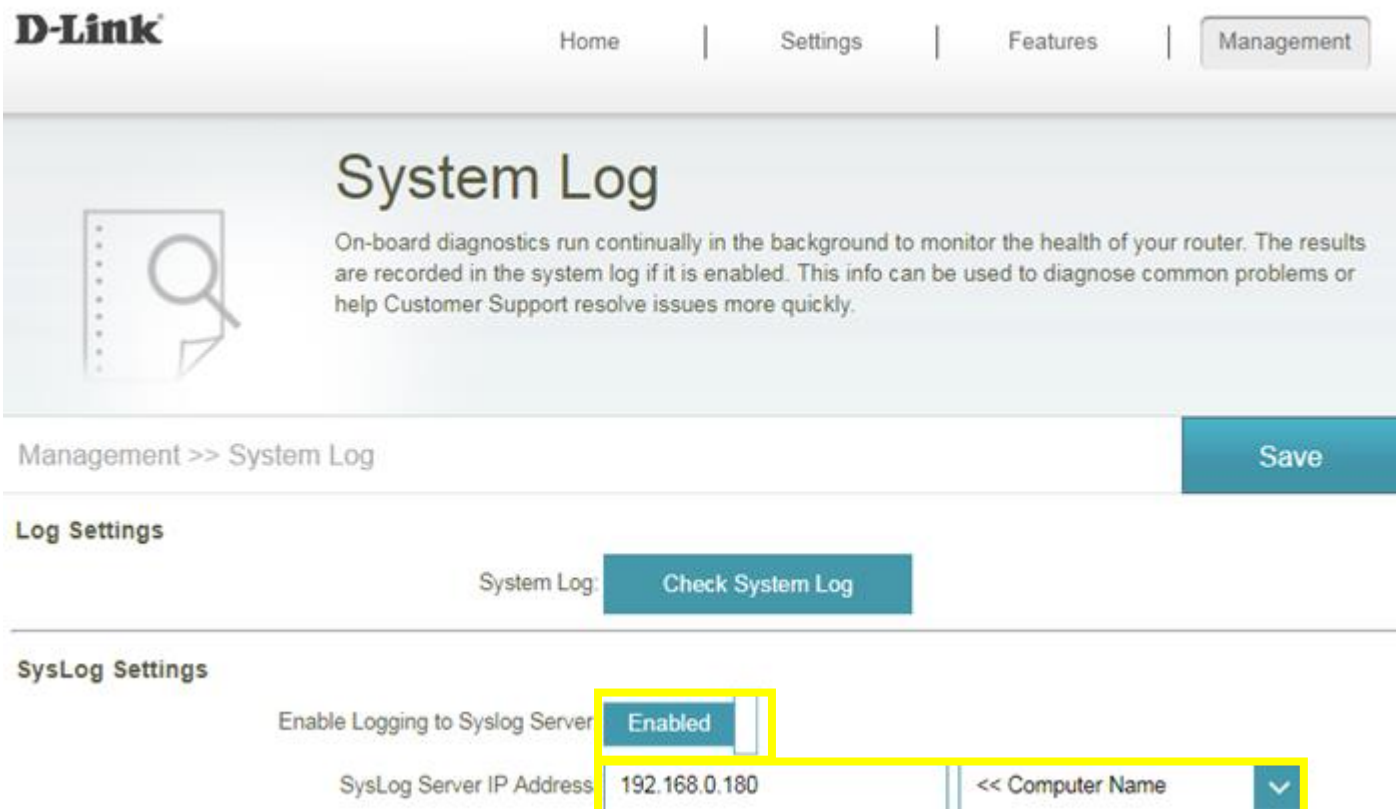 D-Link
Home | Settings | Features | Management
System Log
On-board diagnostics run continually in the background to monitor the health of your router. The results
are recorded in the system log if it is enabled. This info can be used to diagnose common problems or
help Customer Support resolve issues more quickly.
Management >> System Log Save
Log Settings
System Log: Check System Log
SysLog Settings
Enable Logging to Syslog Server Enabled
SysLog Server IP Address 192.168.0.180 << Computer Name